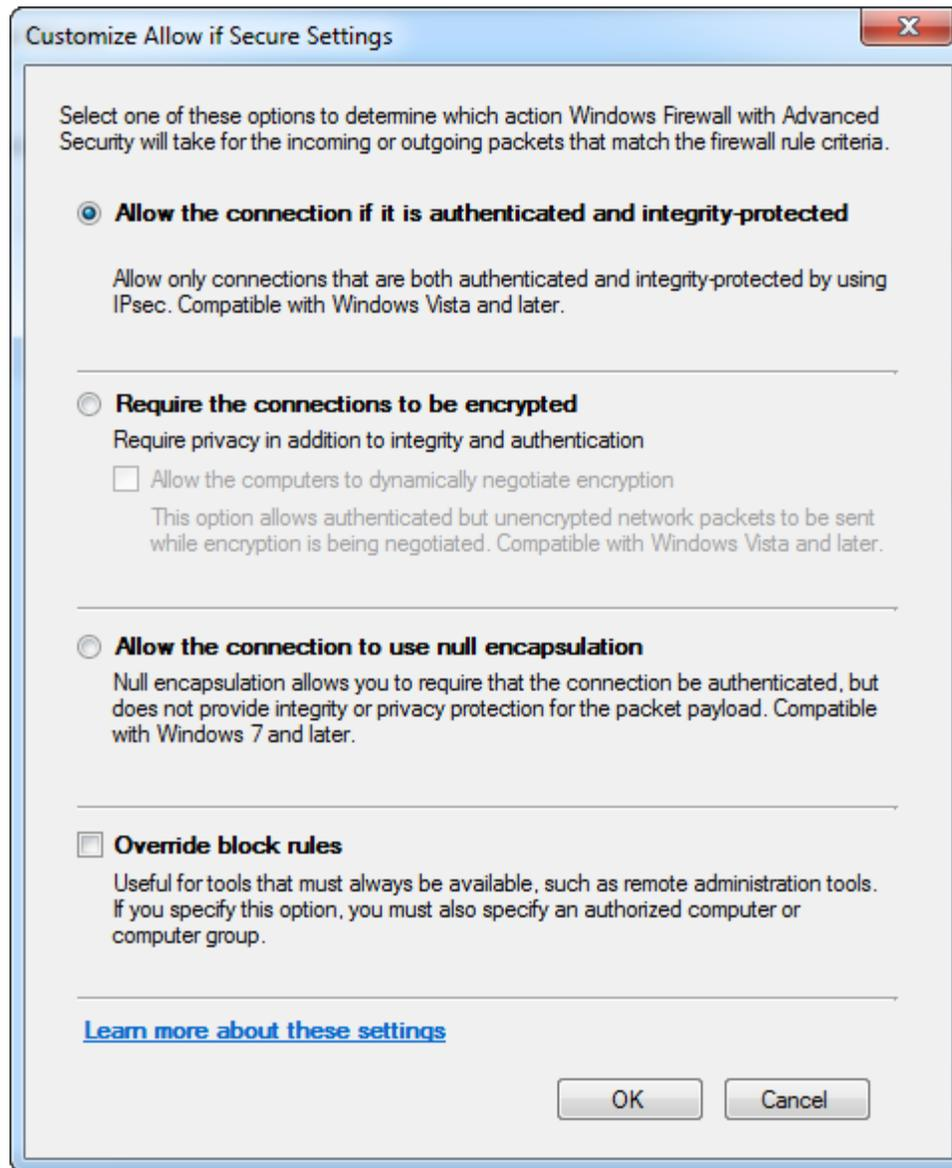 Customize Allow if Secure Settings
Select one of these options to determine which action Windows Firewall with Advanced
Security will take for the incoming or outgoing packets that match the firewall rule criteria.
Allow the connection if it is authenticated and integrity-protected
Allow only connections that are both authenticated and integrity-protected by using
IPsec. Compatible with Windows Vista and later.
Require the connections to be encrypted
Require privacy in addition to integrity and authentication
Allow the computers to dynamically negotiate encryption
This option allows authenticated but unencrypted network packets to be sent
while encryption is being negotiated. Compatible with Windows Vista and later.
Allow the connection to use null encapsulation
Null encapsulation allows you to require that the connection be authenticated, but
does not provide integrity or privacy protection for the packet payload. Compatible
with Windows 7 and later.
Override block rules
Useful for tools that must always be available, such as remote administration tools.
If you specify this option, you must also specify an authorized computer or
computer group.
Learn more about these settings
OK Cancel